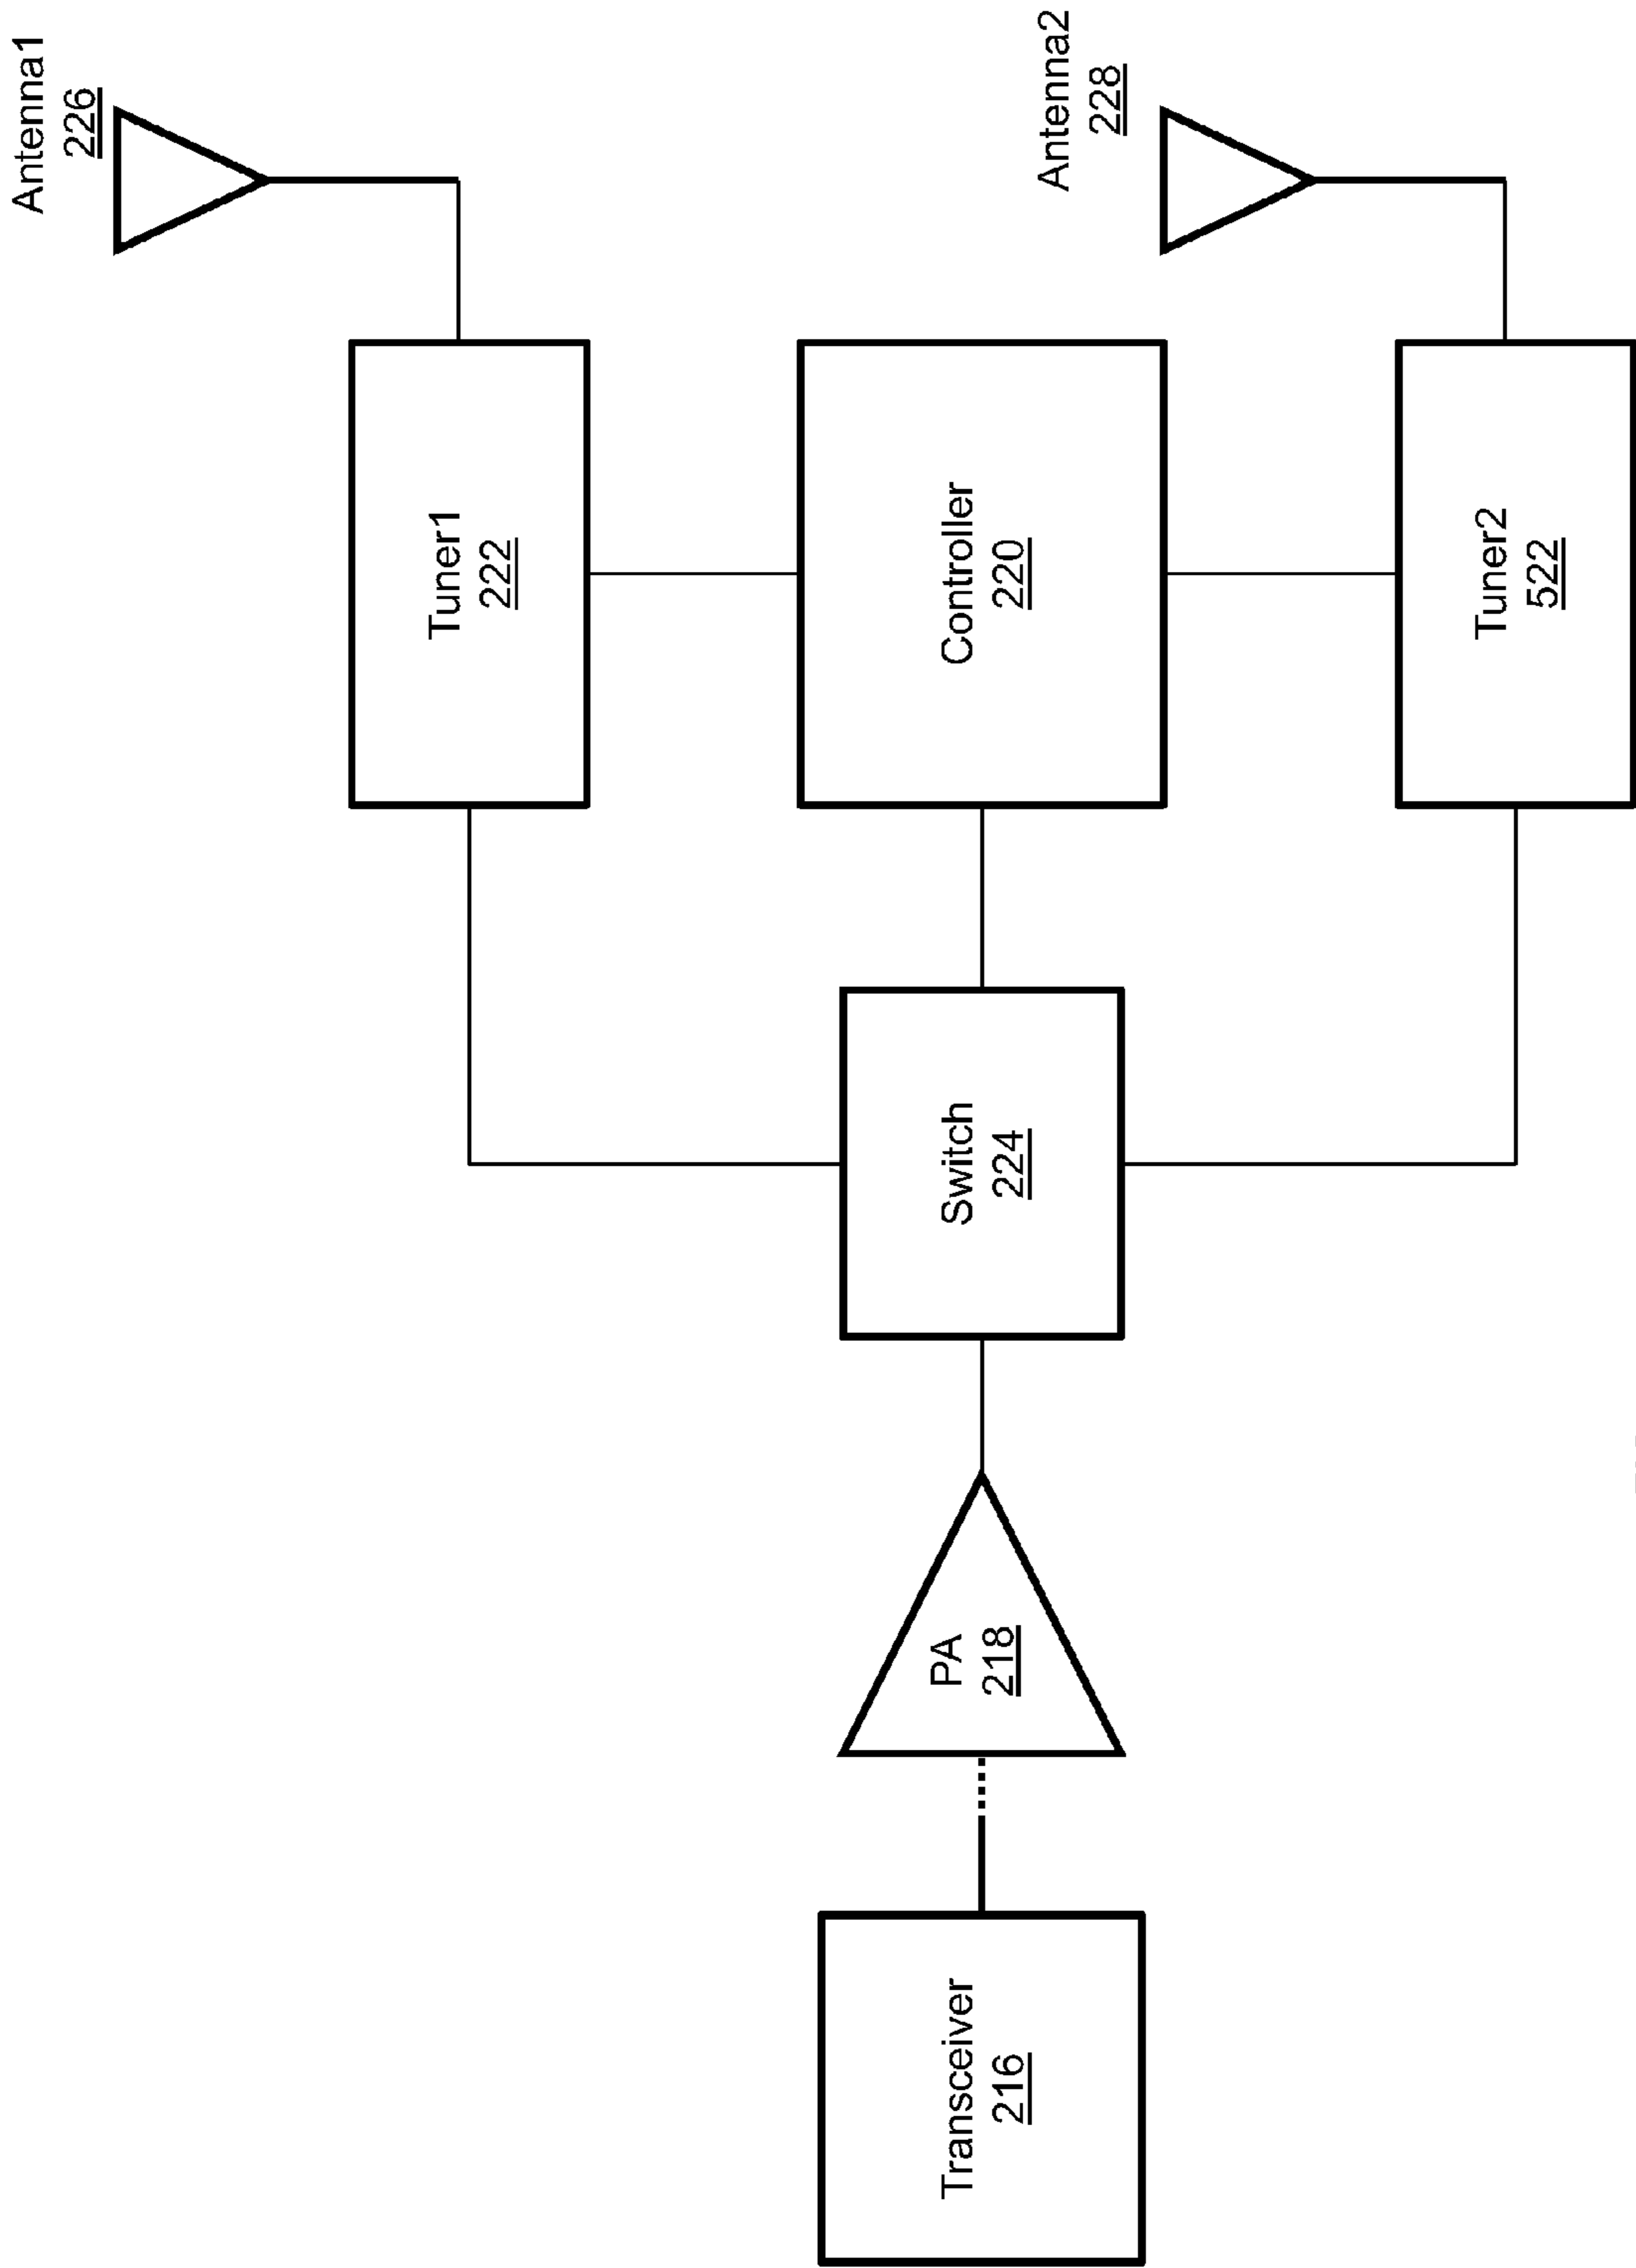 Transceiver
216
PA
218
Switch
224
Tuner1
222
Controller
220
Tuner2
522
Antenna1
226
Antenna2
228